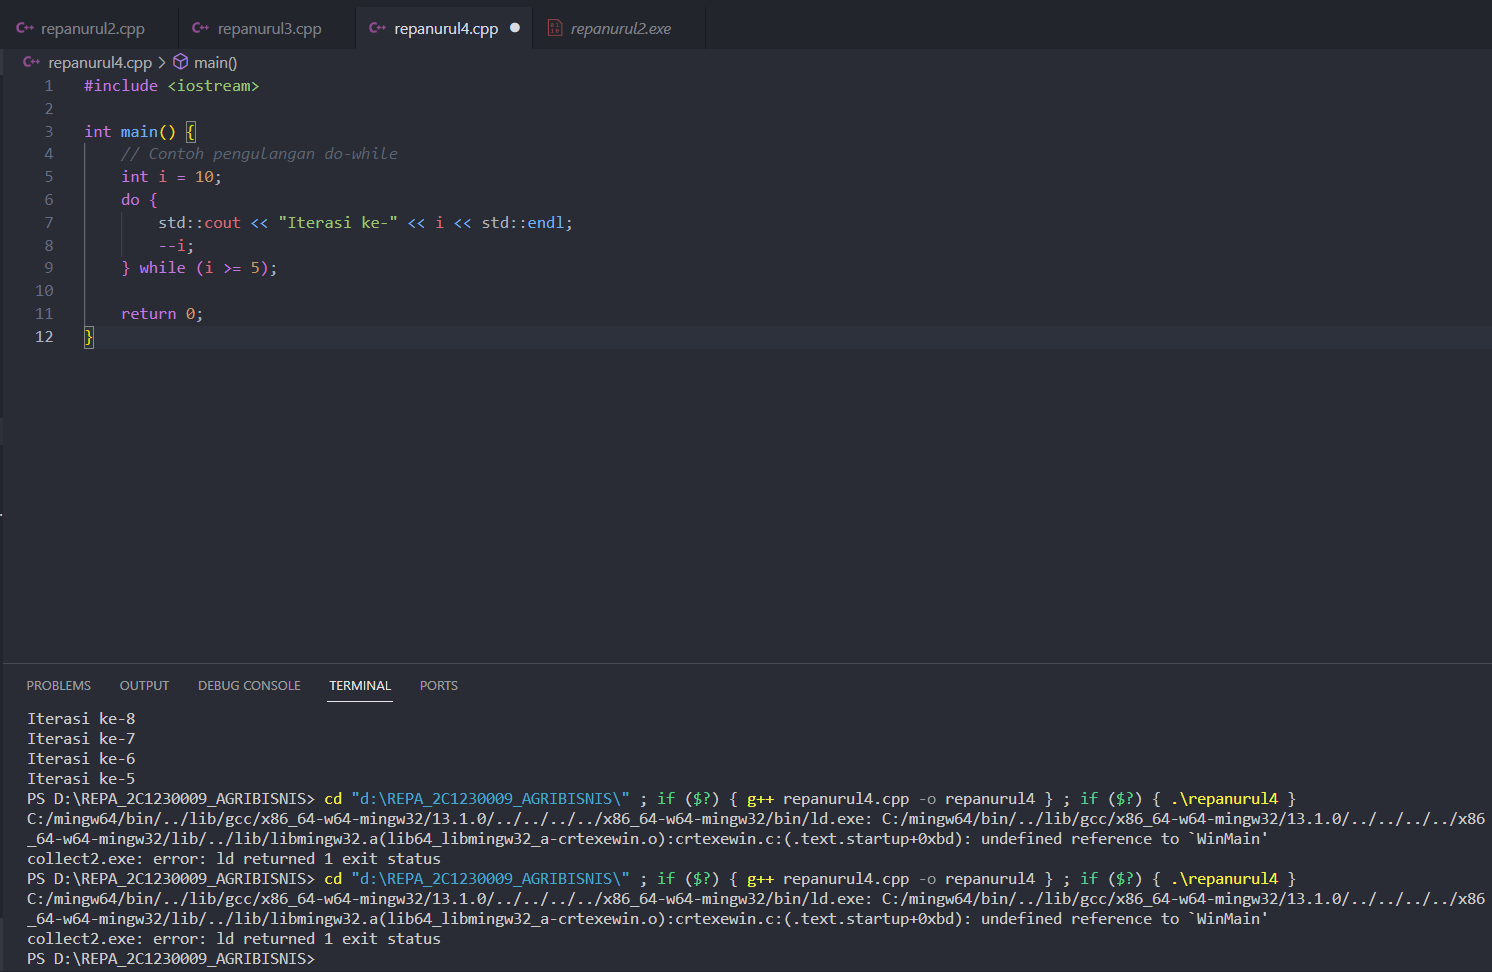 C++ repanurul2.cpp C++ repanurul3.cpp C++ repanurul4.cpp repanurul2.exe
C++ repanurul4.cpp > main()
1 #include <iostream>
2
3 int main() {
4 // Contoh pengulangan do-while
5 int i = 10;
6 do {
7 std::cout << "Iterasi ke-" << i << std::endl;
8 --i;
9 } while (i >= 5);
10
11 return 0;
12 }
PROBLEMS OUTPUT DEBUG CONSOLE TERMINAL PORTS
Iterasi ke-8
Iterasi ke-7
Iterasi ke-6
Iterasi ke-5
PS D:\REPA_2C1230009_AGRIBISNIS> cd "d:\REPA_2C1230009_AGRIBISNIS\" ; if ($?) { g++ repanurul4.cpp -o repanurul4 } ; if ($?) { .\repanurul4 }
C:/mingw64/bin/../lib/gcc/x86_64-w64-mingw32/13.1.0/../../../../x86_64-w64-mingw32/bin/ld.exe: C:/mingw64/bin/../lib/gcc/x86_64-w64-mingw32/13.1.0/../../../../x86
_64-w64-mingw32/lib/../lib/libmingw32.a(lib64_libmingw32_a-crtexewin.o):crtexewin.c:(.text.startup+0xbd): undefined reference to `WinMain'
collect2.exe: error: ld returned 1 exit status
PS D:\REPA_2C1230009_AGRIBISNIS> cd "d:\REPA_2C1230009_AGRIBISNIS\" ; if ($?) { g++ repanurul4.cpp -o repanurul4 } ; if ($?) { .\repanurul4 }
C:/mingw64/bin/../lib/gcc/x86_64-w64-mingw32/13.1.0/../../../../x86_64-w64-mingw32/bin/ld.exe: C:/mingw64/bin/../lib/gcc/x86_64-w64-mingw32/13.1.0/../../../../x86
_64-w64-mingw32/lib/../lib/libmingw32.a(lib64_libmingw32_a-crtexewin.o):crtexewin.c:(.text.startup+0xbd): undefined reference to `WinMain'
collect2.exe: error: ld returned 1 exit status
PS D:\REPA_2C1230009_AGRIBISNIS>